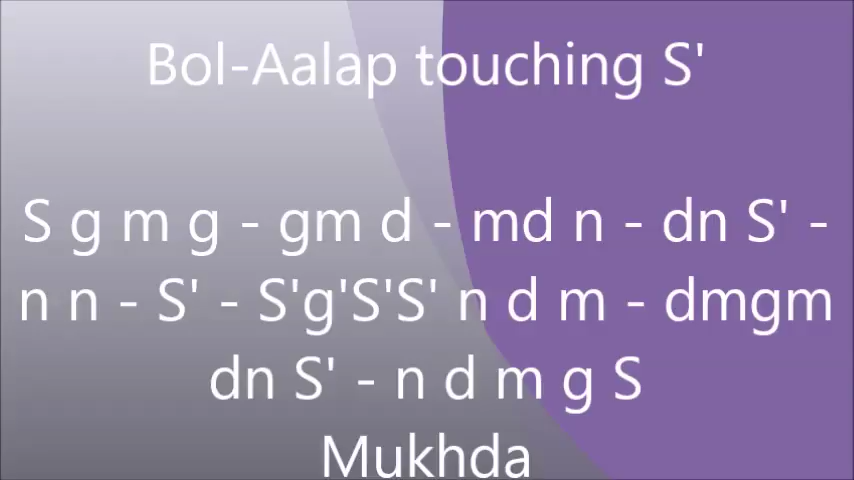 Bol-Aalap touching S'
S g m g - gm d - md n - dn S' -
n n - S' - S'g'S'S' n d m - dmgm
dn S' - n d m g S
Mukhda